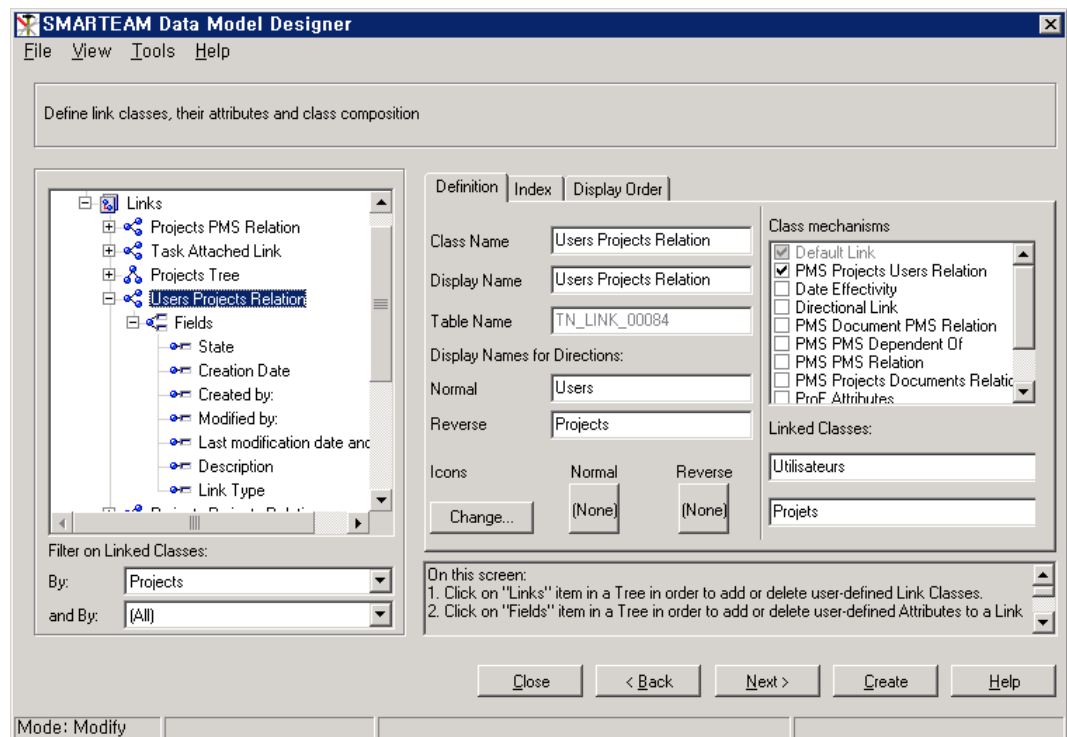 SMARTEAM Data Model Designer
File View Tools Help
Define link classes, their attributes and class composition
Links
Projects PMS Relation
Task Attached Link
Projects Tree
Users Projects Relation
Fields
State
Creation Date
Created by:
Modified by:
Last modification date and
Description
Link Type
Filter on Linked Classes:
By: Projects
and By: (All)
Definition Index Display Order
Class Name Users Projects Relation
Display Name Users Projects Relation
Table Name TN_LINK_00084
Display Names for Directions:
Normal Users
Reverse Projects
Icons Normal Reverse
Change... (None) (None)
Class mechanisms
Default Link
PMS Projects Users Relation
Date Effectivity
Directional Link
PMS Document PMS Relation
PMS PMS Dependent Of
PMS PMS Relation
PMS Projects Documents Relatio
ProE Attributes
Linked Classes:
Utilisateurs
Projets
On this screen:
1. Click on "Links" item in a Tree in order to add or delete user-defined Link Classes.
2. Click on "Fields" item in a Tree in order to add or delete user-defined Attributes to a Link
Close < Back Next > Create Help
Mode: Modify